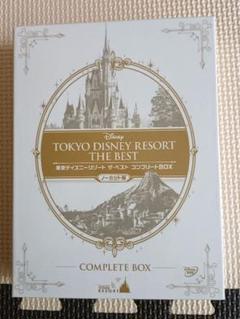 Disney
TOKYO DISNEY RESORT
THE BEST
東京ディズニーリゾート ザ・ベスト コンプリートBOX
ノーカット版
COMPLETE BOX
Disney DVD